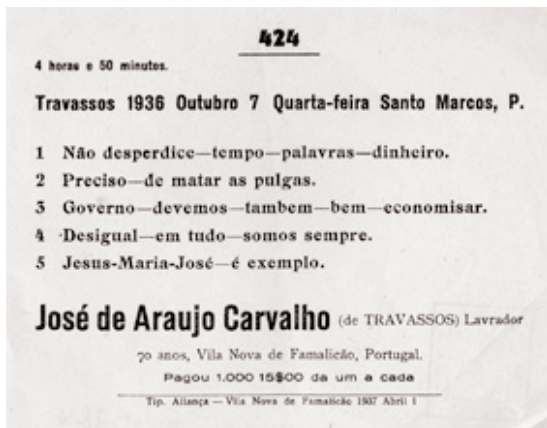 424
4 horas e 50 minutos.
Travassos 1936 Outubro 7 Quarta-feira Santo Marcos, P.
1 Não desperdice—tempo—palavras—dinheiro.
2 Preciso—de matar as pulgas.
3 Governo—devemos—tambem—bem—economisar.
4 Desigual—em tudo—somos sempre.
5 Jesus-Maria-José—é exemplo.
José de Araujo Carvalho (de TRAVASSOS) Lavrador
70 anos, Vila Nova de Famalicão, Portugal.
Pagou 1.000 15$00 da um a cada
Tip. Aliança — Vila Nova de Famalicão 1937 Abril 1